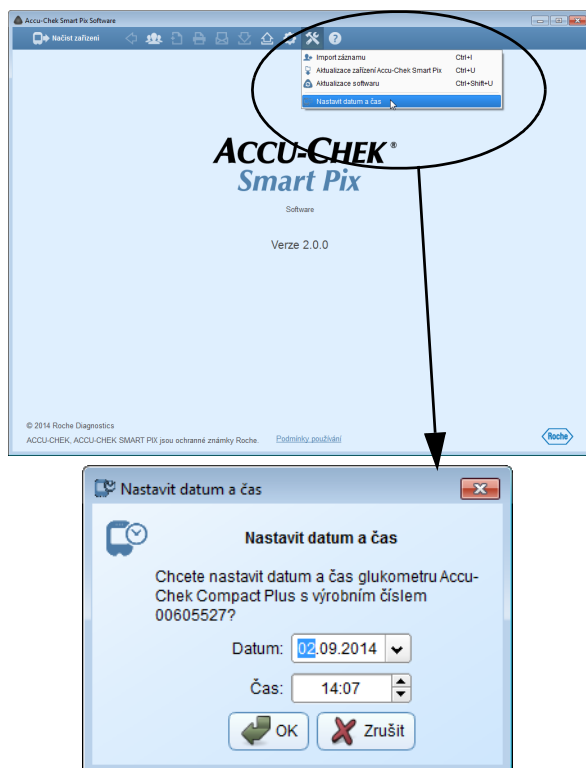 Accu-Chek Smart Pix Software
Načíst zařízení
Import záznamu Ctrl+I
Aktualizace zařízení Accu-Chek Smart Pix Ctrl+U
Aktualizace softwaru Ctrl+Shift+U
Nastavit datum a čas
ACCU-CHEK®
Smart Pix
Software
Verze 2.0.0
© 2014 Roche Diagnostics
ACCU-CHEK, ACCU-CHEK SMART PIX jsou ochranné známky Roche. Podmínky používání
Roche
Nastavit datum a čas
Nastavit datum a čas
Chcete nastavit datum a čas glukometru Accu-
Chek Compact Plus s výrobním číslem
00605527?
Datum: 02.09.2014
Čas: 14:07
OK Zrušit